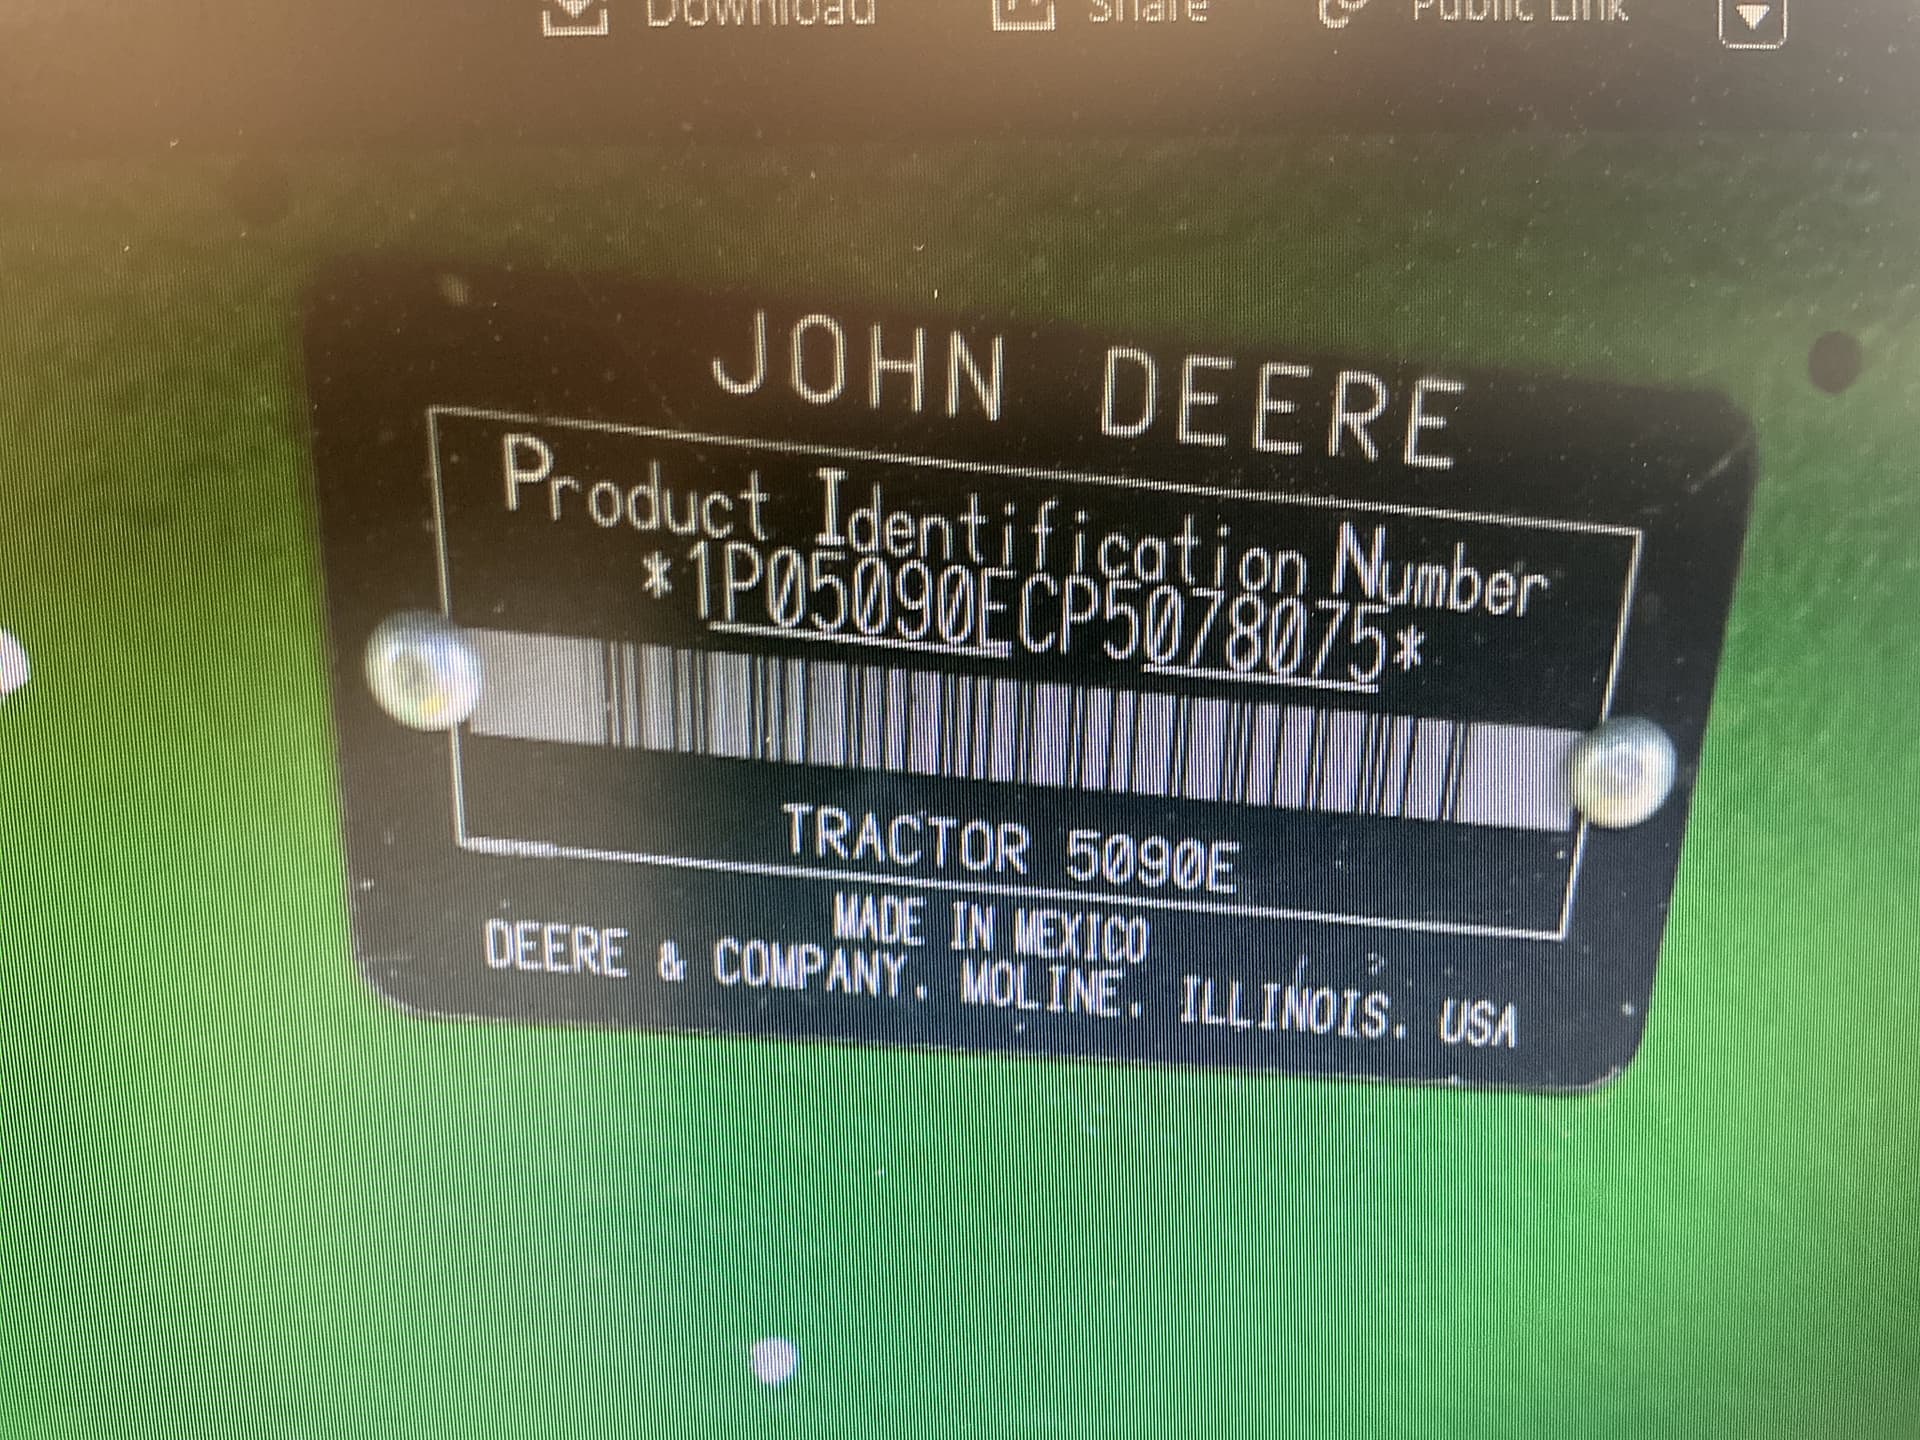 Download Share Public Link
JOHN DEERE
Product Identification Number
*1P05090ECP5078075*
TRACTOR 5090E
MADE IN MEXICO
DEERE & COMPANY, MOLINE, ILLINOIS, USA